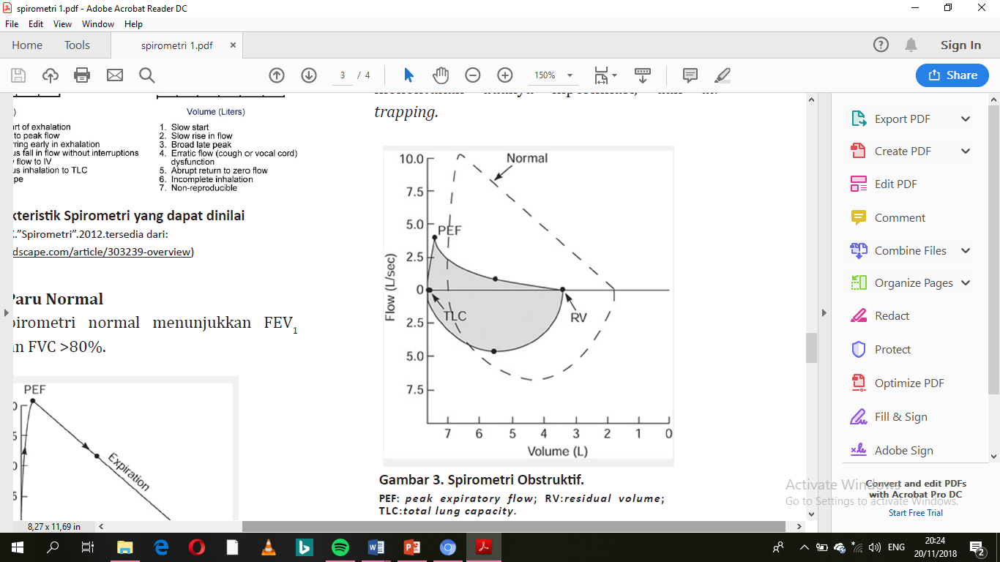 spirometri 1.pdf - Adobe Acrobat Reader DC
File Edit View Window Help
Home Tools spirometri 1.pdf × Sign In
3 / 4 150% Share
trapping.
Volume (Liters)
art of exhalation
to peak flow
rring early in exhalation
us fall in flow without interruptions
flow to IV
us inhalation to TLC
pe
1. Slow start
2. Slow rise in flow
3. Broad late peak
4. Erratic flow (cough or vocal cord)
dysfunction
5. Abrupt return to zero flow
6. Incomplete inhalation
7. Non-reproducible
kteristik Spirometri yang dapat dinilai
."Spirometri".2012.tersedia dari:
dscape.com/article/303239-overview)
Paru Normal
pirometri normal menunjukkan FEV1
n FVC >80%.
PEF
Expiration
Normal
10.0
7.5
5.0
PEF
2.5
0
TLC
RV
2.5
5.0
7.5
Flow (L/sec)
7 6 5 4 3 2 1 0
Volume (L)
Gambar 3. Spirometri Obstruktif.
PEF: peak expiratory flow; RV:residual volume;
TLC:total lung capacity.
Export PDF
Create PDF
Edit PDF
Comment
Combine Files
Organize Pages
Redact
Protect
Optimize PDF
Fill & Sign
Adobe Sign
Convert and edit PDFs
with Acrobat Pro DC
Start Free Trial
Activate Windows
Go to Settings to activate Windows.
8,27 x 11,69 in
ENG
20:24
20/11/2018
2